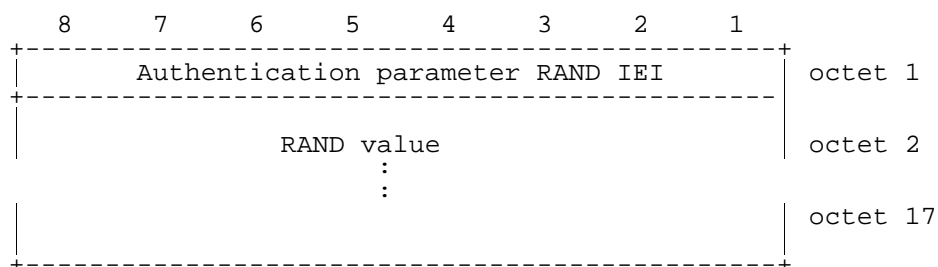 8 7 6 5 4 3 2 1
Authentication parameter RAND IEI octet 1
RAND value octet 2
:
:
octet 17